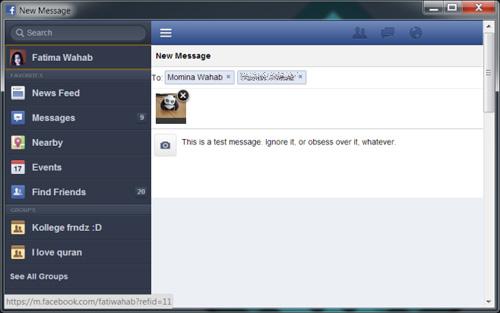 New Message
Search
Fatima Wahab
FAVORITES
News Feed
Messages 9
Nearby
17
Events
Find Friends 20
GROUPS
Kollege frndz :D
I love quran
See All Groups
https://m.facebook.com/fatiwahab?refid=11
New Message
To: Momina Wahab ×
This is a test message. Ignore it, or obsess over it, whatever.